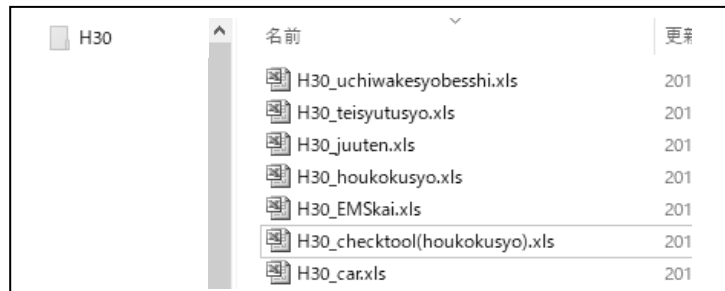 H30
名前 更新
H30_uchiwakesyobesshi.xls 201
H30_teisyutusyo.xls 201
H30_juuten.xls 201
H30_houkokusyo.xls 201
H30_EMSkai.xls 201
H30_checktool(houkokusyo).xls 201
H30_car.xls 201